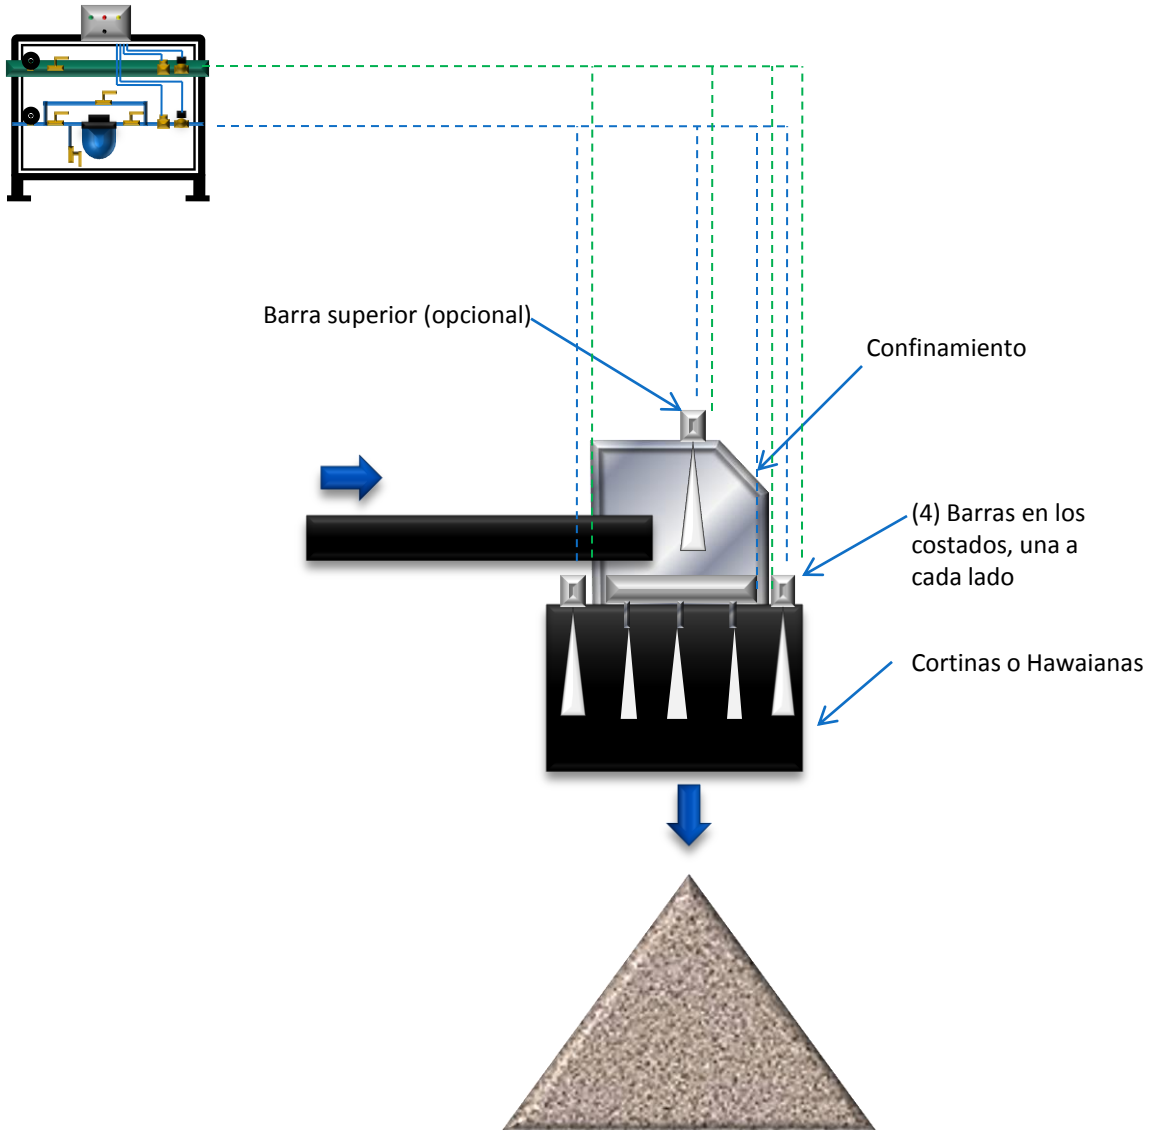 Barra superior (opcional)
Confinamiento
(4) Barras en los
costados, una a
cada lado
Cortinas o Hawaianas